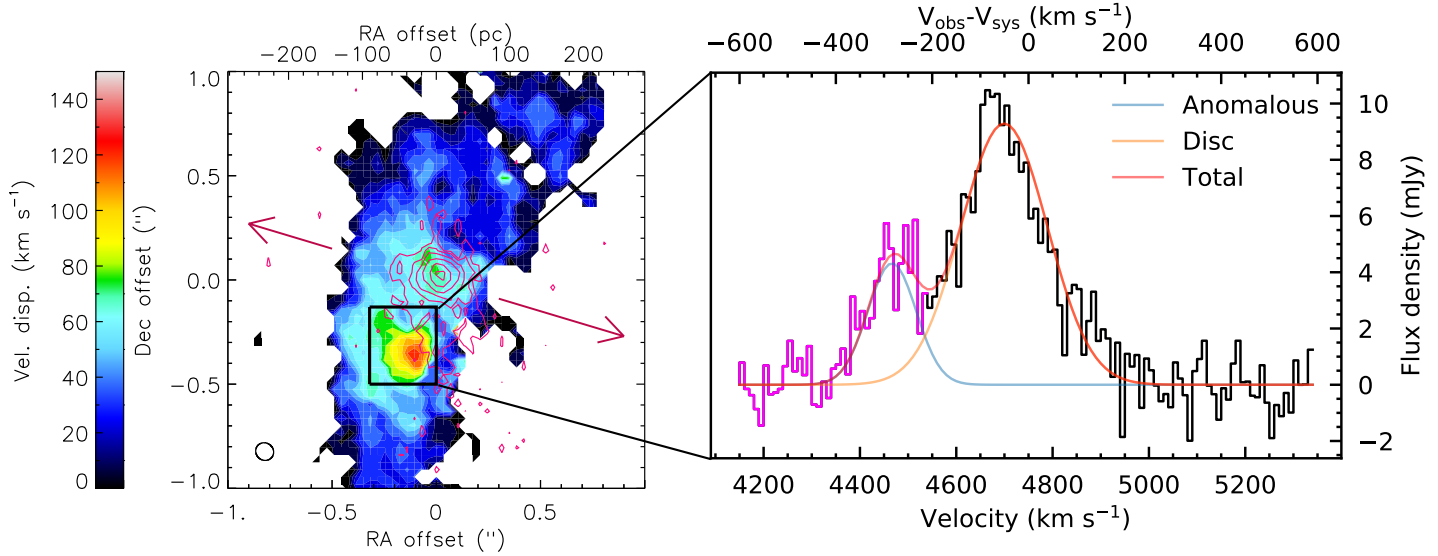 RA offset (pc)
-200 -100 0 100 200
Vel. disp. (km s⁻¹)
140
120
100
80
60
40
20
0
Dec offset ('')
1.0
0.5
0.0
-0.5
-1.0
-1. -0.5 0 0.5
RA offset ('')
V_obs-V_sys (km s⁻¹)
−600 −400 −200 0 200 400 600
Anomalous
Disc
Total
10
8
6
4
2
0
−2
Flux density (mJy)
4200 4400 4600 4800 5000 5200
Velocity (km s⁻¹)